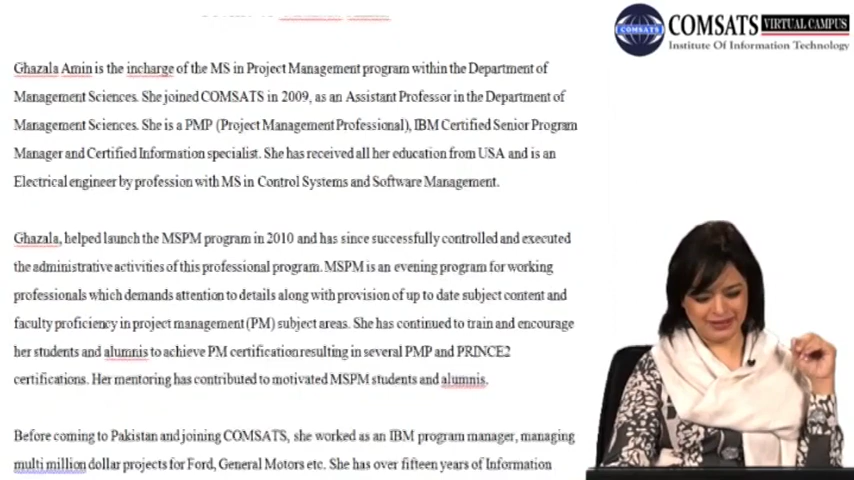 COMSATS VIRTUAL CAMPUS
COMSATS
Institute Of Information Technology
Ghazala Amin is the incharge of the MS in Project Management program within the Department of
Management Sciences. She joined COMSATS in 2009, as an Assistant Professor in the Department of
Management Sciences. She is a PMP (Project Management Professional), IBM Certified Senior Program
Manager and Certified Information specialist. She has received all her education from USA and is an
Electrical engineer by profession with MS in Control Systems and Software Management.
Ghazala, helped launch the MSPM program in 2010 and has since successfully controlled and executed
the administrative activities of this professional program. MSPM is an evening program for working
professionals which demands attention to details along with provision of up to date subject content and
faculty proficiency in project management (PM) subject areas. She has continued to train and encourage
her students and alumnis to achieve PM certification resulting in several PMP and PRINCE2
certifications. Her mentoring has contributed to motivated MSPM students and alumnis.
Before coming to Pakistan and joining COMSATS, she worked as an IBM program manager, managing
multi million dollar projects for Ford, General Motors etc. She has over fifteen years of Information